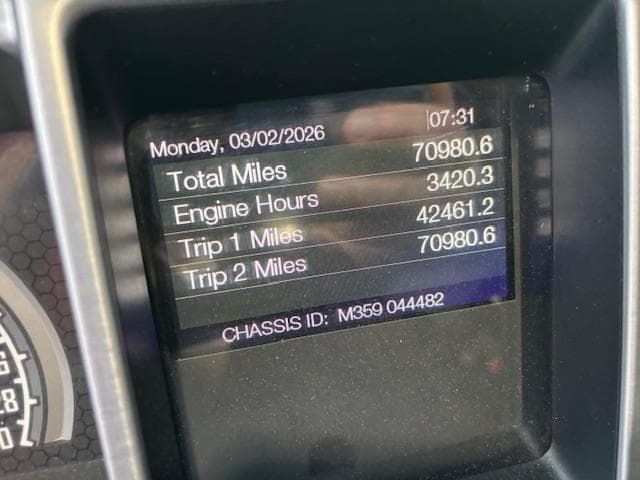 Monday, 03/02/2026 07:31
Total Miles 70980.6
Engine Hours 3420.3
Trip 1 Miles 42461.2
Trip 2 Miles 70980.6
CHASSIS ID: M359 044482